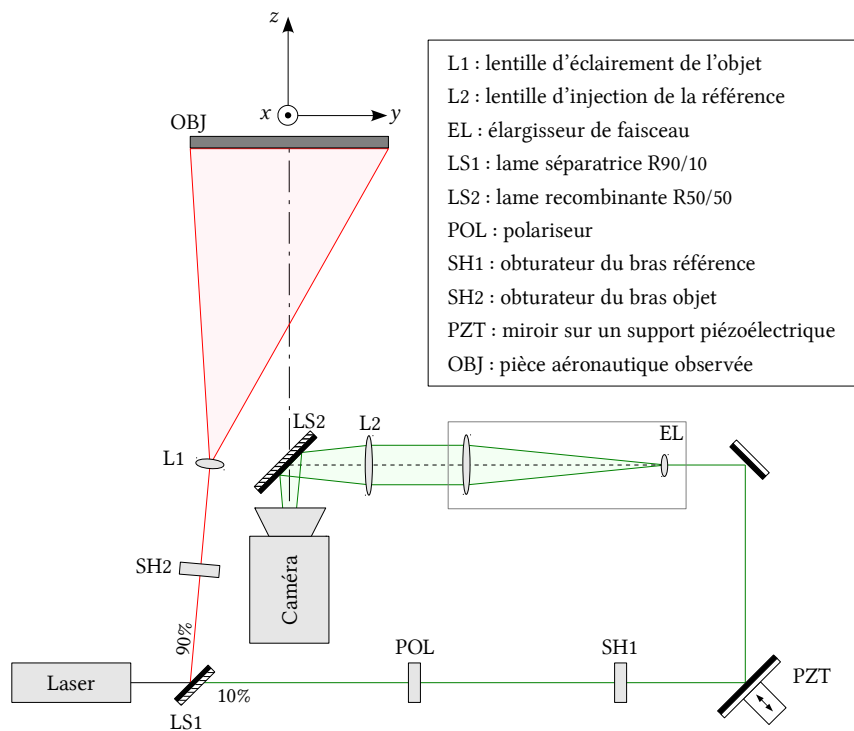 z
x
y
OBJ
L1 : lentille d'éclairement de l'objet
L2 : lentille d'injection de la référence
EL : élargisseur de faisceau
LS1 : lame séparatrice R90/10
LS2 : lame recombinante R50/50
POL : polariseur
SH1 : obturateur du bras référence
SH2 : obturateur du bras objet
PZT : miroir sur un support piézoélectrique
OBJ : pièce aéronautique observée
LS2
L2
EL
L1
SH2
Caméra
90%
POL
SH1
PZT
Laser
10%
LS1